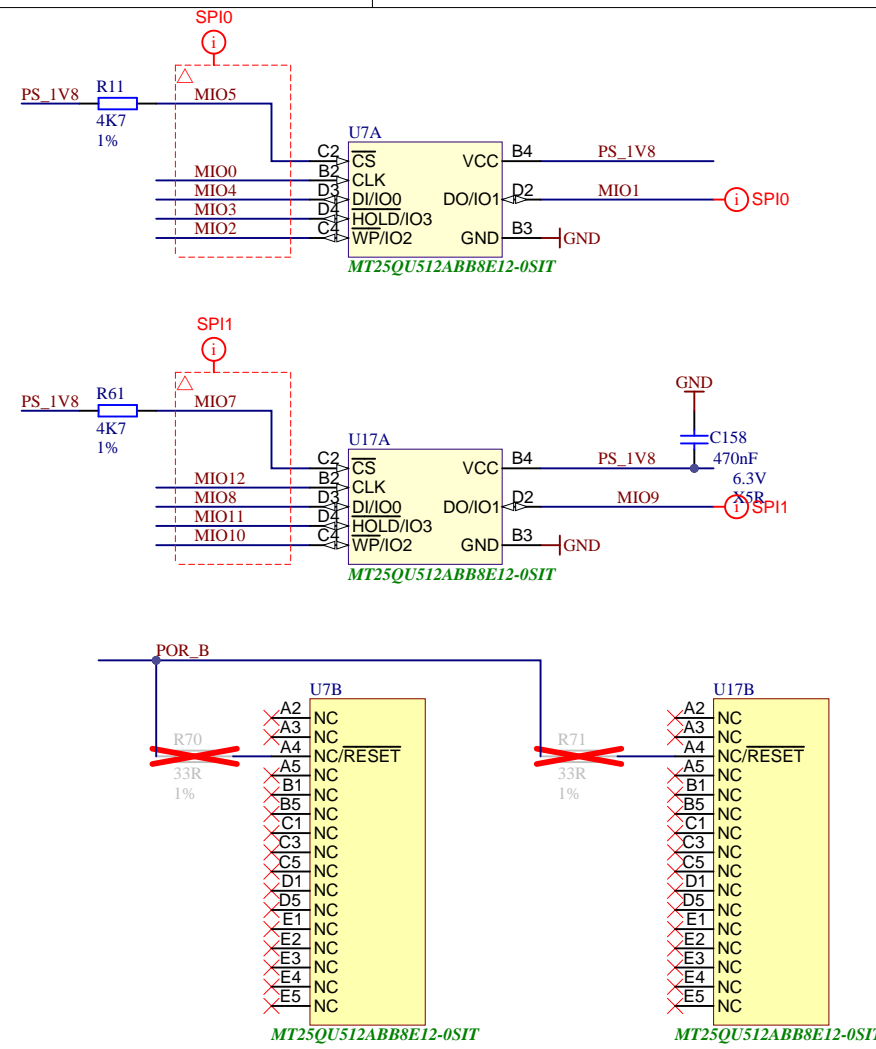 SPI0
i
PS_1V8 R11 MIO5
4K7
1%
U7A
C2 CS VCC B4 PS_1V8
MIO0 B2 CLK
MIO4 D3 DI/IO0 DO/IO1 D2 MIO1 i SPI0
MIO3 D4 HOLD/IO3
MIO2 C4 WP/IO2 GND B3 GND
MT25QU512ABB8E12-0SIT
SPI1
i
PS_1V8 R61 MIO7
4K7
1%
GND
C158
470nF
6.3V
X5R
U17A
C2 CS VCC B4 PS_1V8
MIO12 B2 CLK
MIO8 D3 DI/IO0 DO/IO1 D2 MIO9 i SPI1
MIO11 D4 HOLD/IO3
MIO10 C4 WP/IO2 GND B3 GND
MT25QU512ABB8E12-0SIT
POR_B
U7B
A2 NC
A3 NC
R70 A4 NC/RESET
33R A5 NC
1% B1 NC
B5 NC
C1 NC
C3 NC
C5 NC
D1 NC
D5 NC
E1 NC
E2 NC
E3 NC
E4 NC
E5 NC
MT25QU512ABB8E12-0SIT
U17B
A2 NC
A3 NC
R71 A4 NC/RESET
33R A5 NC
1% B1 NC
B5 NC
C1 NC
C3 NC
C5 NC
D1 NC
D5 NC
E1 NC
E2 NC
E3 NC
E4 NC
E5 NC
MT25QU512ABB8E12-0SIT